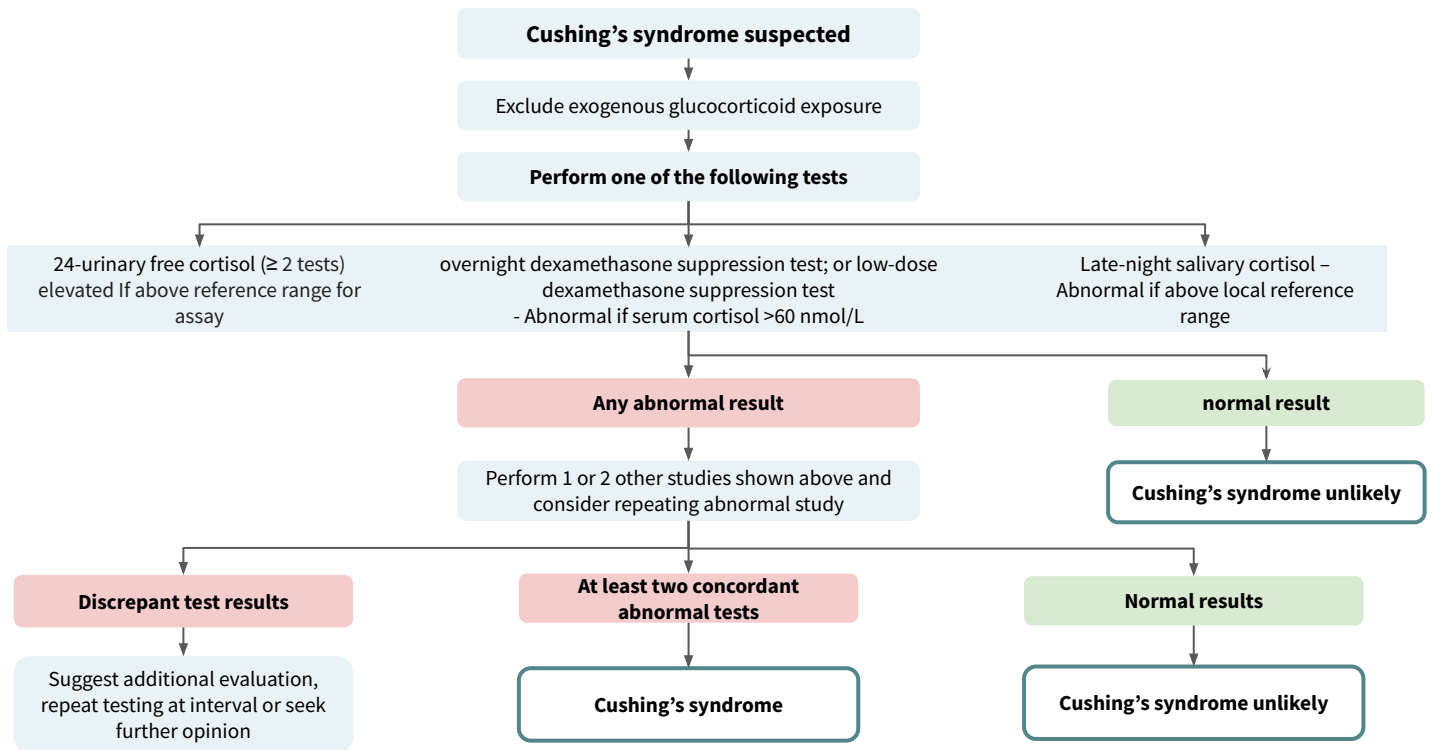 Cushing’s syndrome suspected
Exclude exogenous glucocorticoid exposure
Perform one of the following tests
24-urinary free cortisol (≥ 2 tests)
elevated If above reference range for
assay
overnight dexamethasone suppression test; or low-dose
dexamethasone suppression test
- Abnormal if serum cortisol >60 nmol/L
Late-night salivary cortisol –
Abnormal if above local reference
range
Any abnormal result
normal result
Perform 1 or 2 other studies shown above and
consider repeating abnormal study
Cushing’s syndrome unlikely
Discrepant test results
At least two concordant
abnormal tests
Normal results
Suggest additional evaluation,
repeat testing at interval or seek
further opinion
Cushing’s syndrome
Cushing’s syndrome unlikely